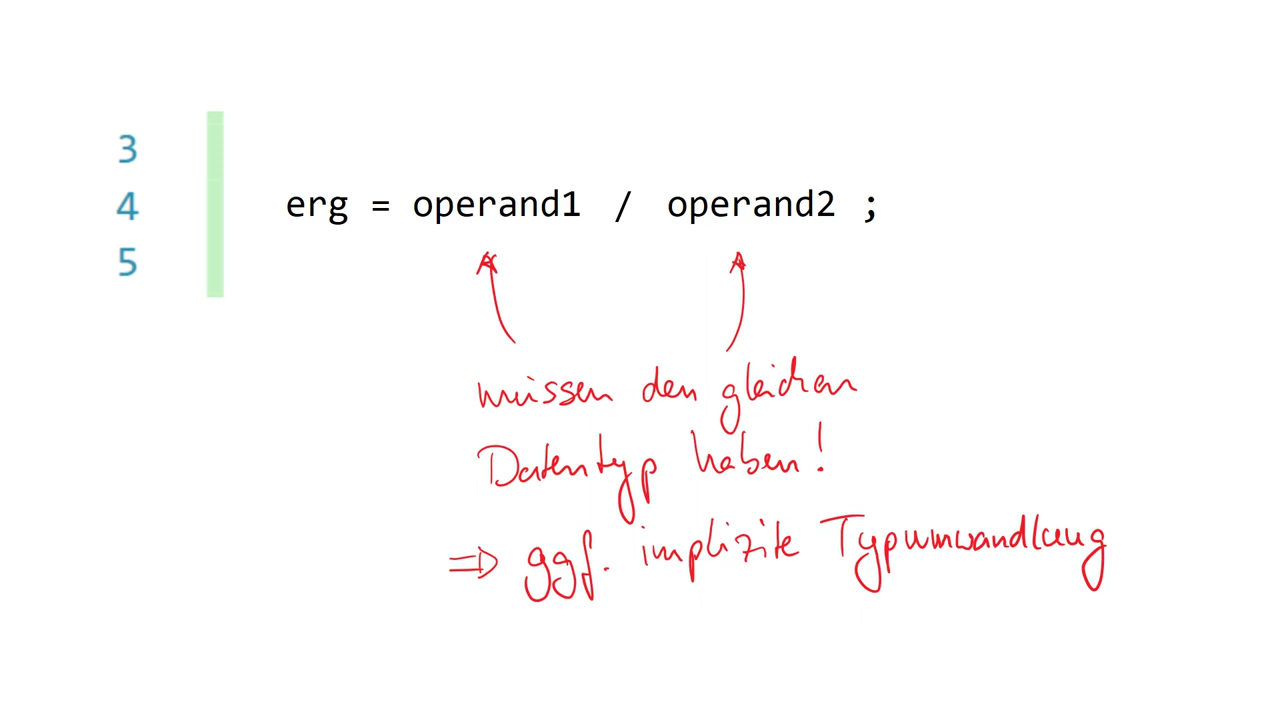 3
4 erg = operand1 / operand2 ;
5
müssen den gleichen
Datentyp haben!
⇒ ggf. implizite Typumwandlung